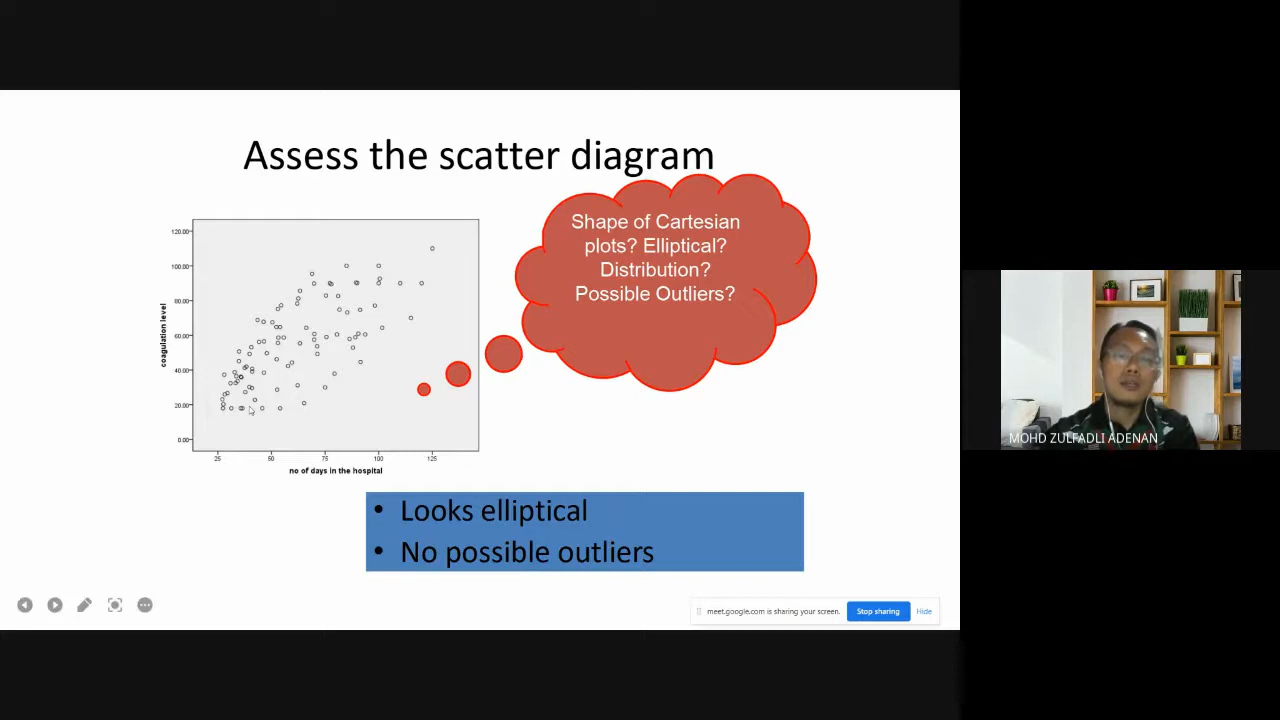 Assess the scatter diagram
Shape of Cartesian
plots? Elliptical?
Distribution?
Possible Outliers?
120.00
100.00
80.00
60.00
40.00
20.00
0.00
coagulation level
25 50 75 100 125
no of days in the hospital
• Looks elliptical
• No possible outliers
meet.google.com is sharing your screen. Stop sharing Hide
MOHD ZULFADLI ADENAN